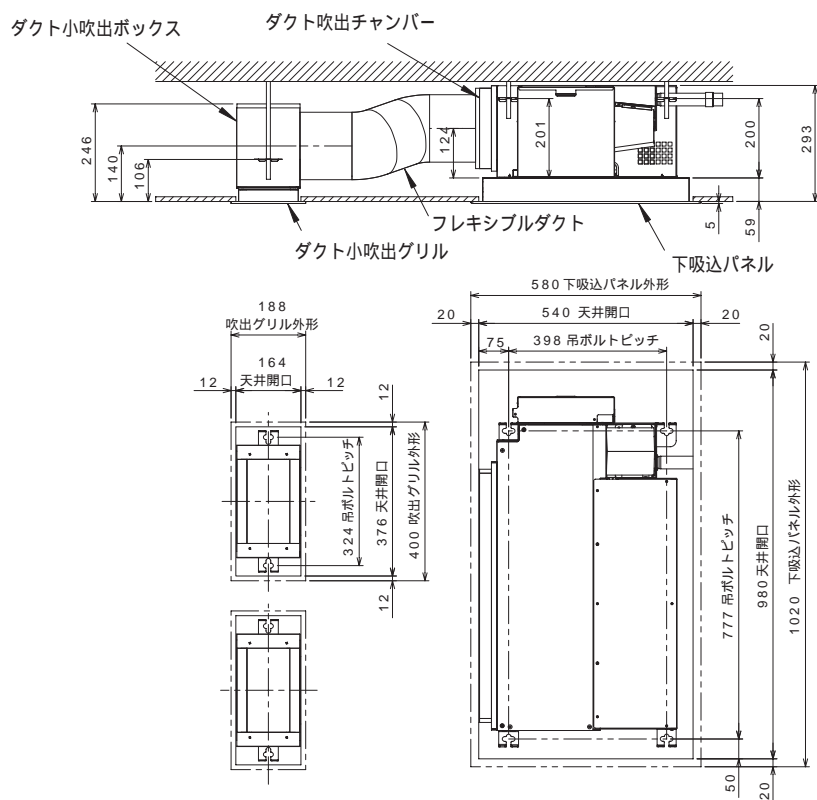 ダクト小吹出ボックス
ダクト吹出チャンバー
246
140
106
124
201
200
293
5
59
フレキシブルダクト
ダクト小吹出グリル
下吸込パネル
580 下吸込パネル外形
20
540 天井開口
20
75
398 吊ボルトピッチ
20
188
吹出グリル外形
164
天井開口
12
12
12
324 吊ボルトピッチ
376 天井開口
400 吹出グリル外形
12
777 吊ボルトピッチ
980 天井開口
1020 下吸込パネル外形
50
20